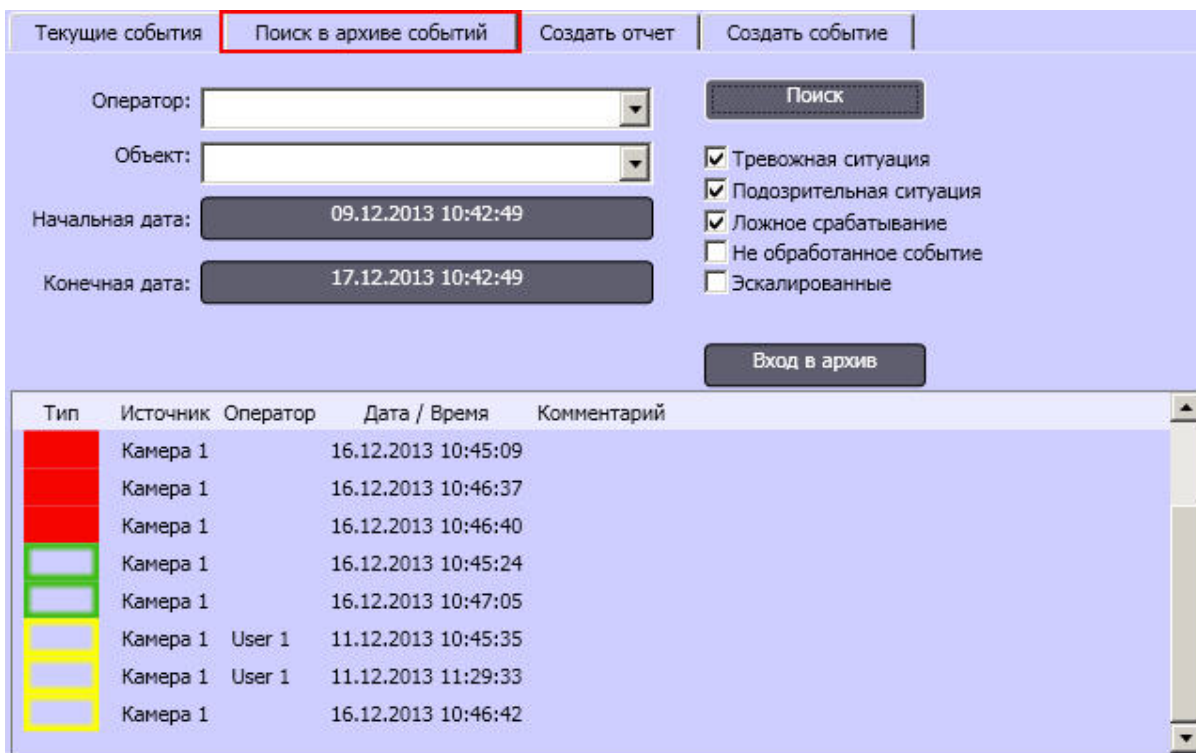 Текущие события Поиск в архиве событий Создать отчет Создать событие
Оператор: Поиск
Объект: Тревожная ситуация
Подозрительная ситуация
Начальная дата: 09.12.2013 10:42:49 Ложное срабатывание
Не обработанное событие
Конечная дата: 17.12.2013 10:42:49 Эскалированные
Вход в архив
Тип Источник Оператор Дата / Время Комментарий
Камера 1 16.12.2013 10:45:09
Камера 1 16.12.2013 10:46:37
Камера 1 16.12.2013 10:46:40
Камера 1 16.12.2013 10:45:24
Камера 1 16.12.2013 10:47:05
Камера 1 User 1 11.12.2013 10:45:35
Камера 1 User 1 11.12.2013 11:29:33
Камера 1 16.12.2013 10:46:42